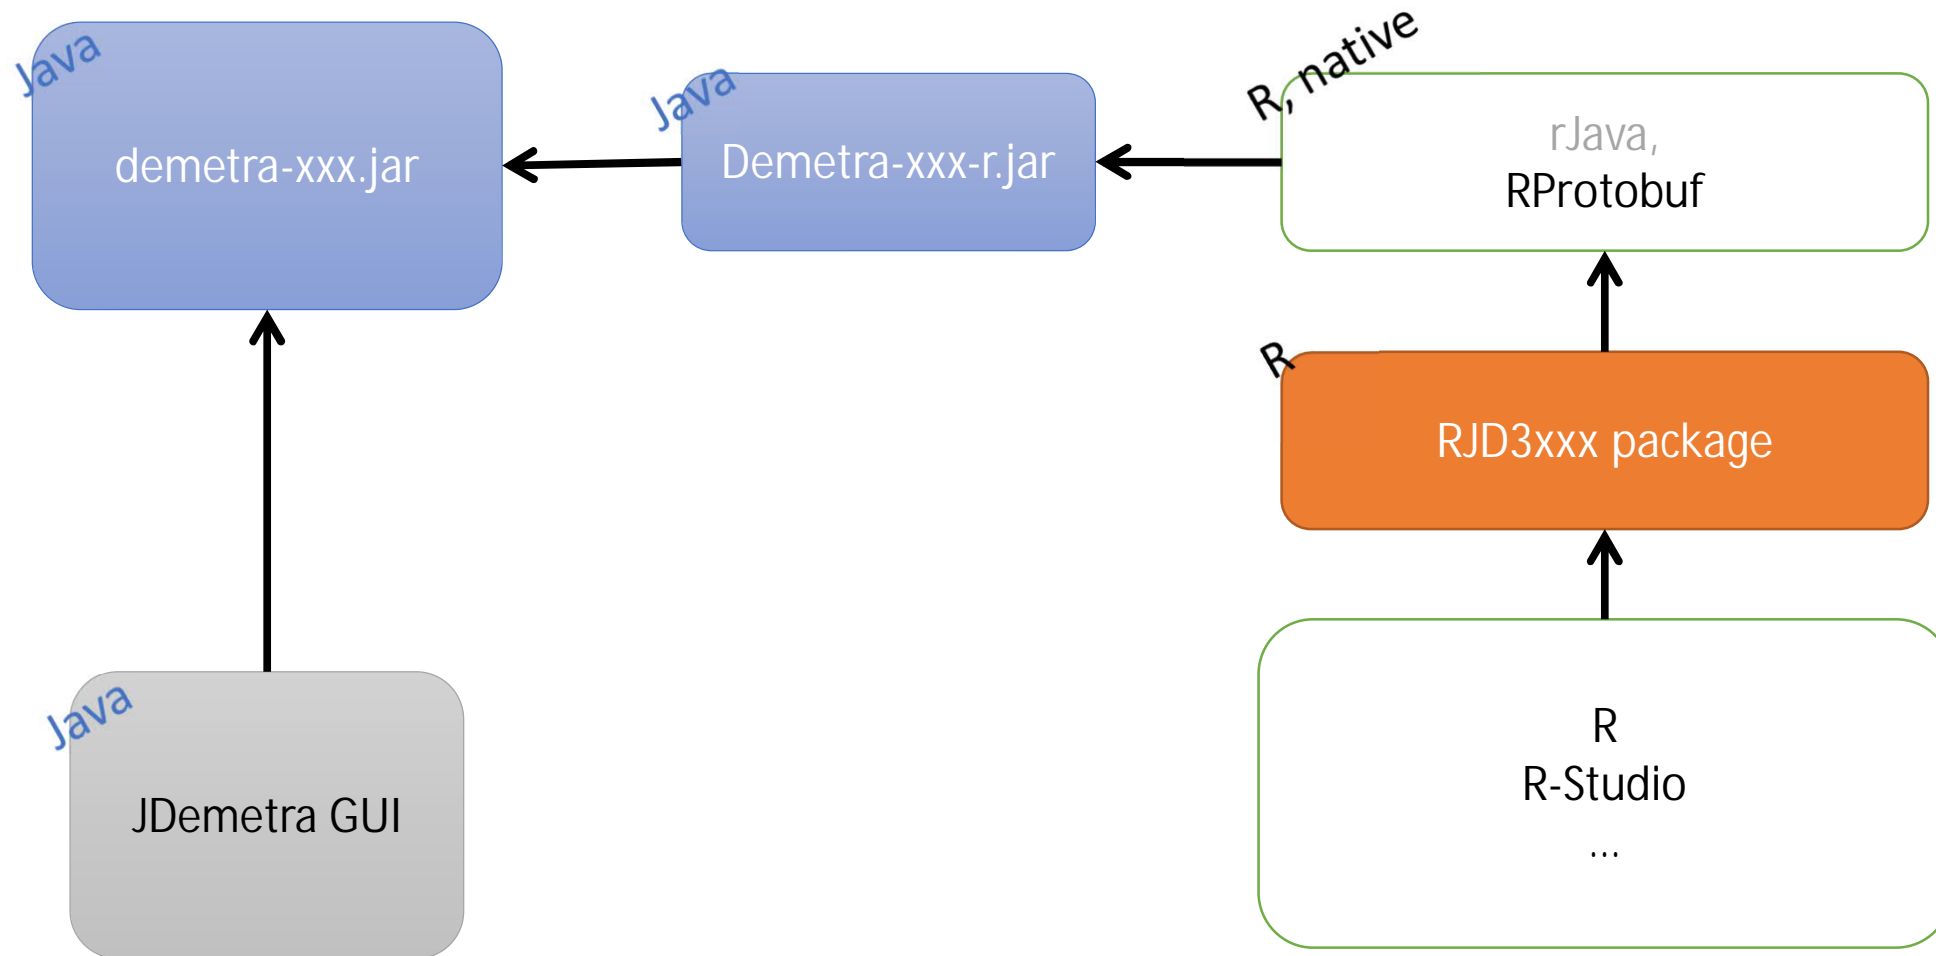 Java
demetra-xxx.jar
Java
Demetra-xxx-r.jar
R, native
rJava,
RProtobuf
R
RJD3xxx package
Java
JDemetra GUI
R
R-Studio
...